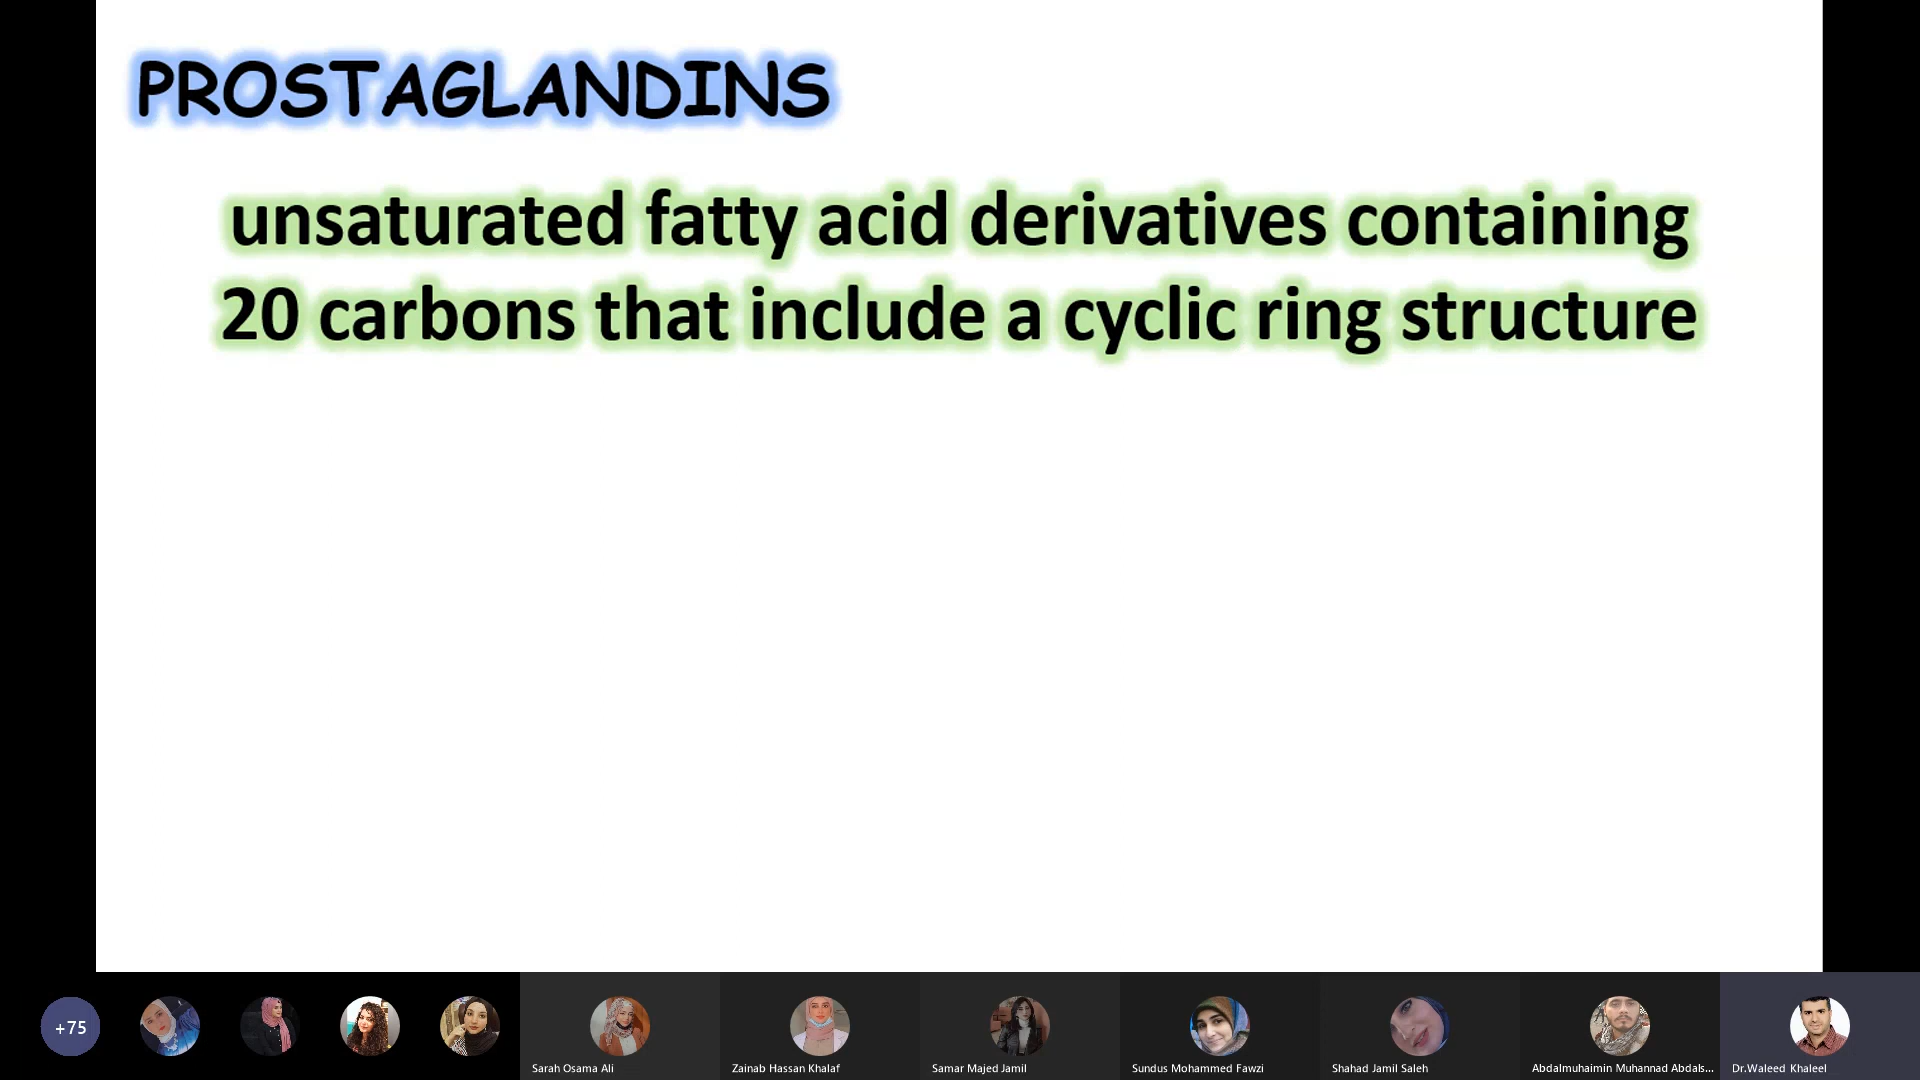 PROSTAGLANDINS
unsaturated fatty acid derivatives containing
20 carbons that include a cyclic ring structure
+75
Sarah Osama Ali
Zainab Hassan Khalaf
Samar Majed Jamil
Sundus Mohammed Fawzi
Shahad Jamil Saleh
Abdalmuhaimin Muhannad Abdals...
Dr.Waleed Khaleel